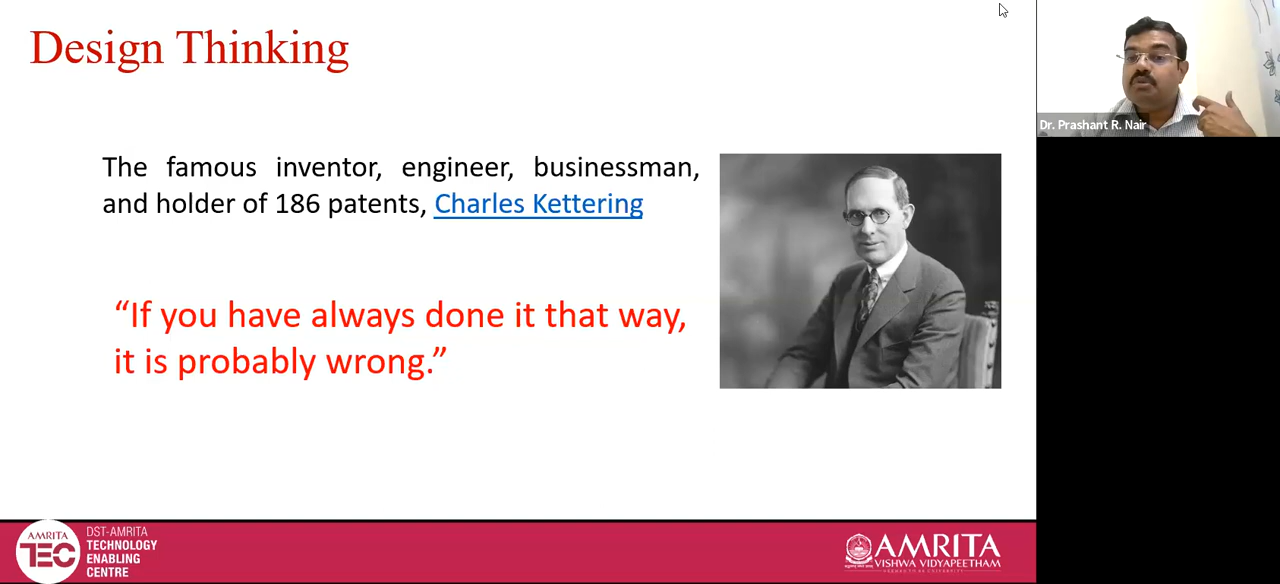 Design Thinking
The famous inventor, engineer, businessman,
and holder of 186 patents, Charles Kettering
“If you have always done it that way,
it is probably wrong.”
Dr. Prashant R. Nair
AMRITA
TEC
DST-AMRITA
TECHNOLOGY
ENABLING
CENTRE
AMRITA
VISHWA VIDYAPEETHAM